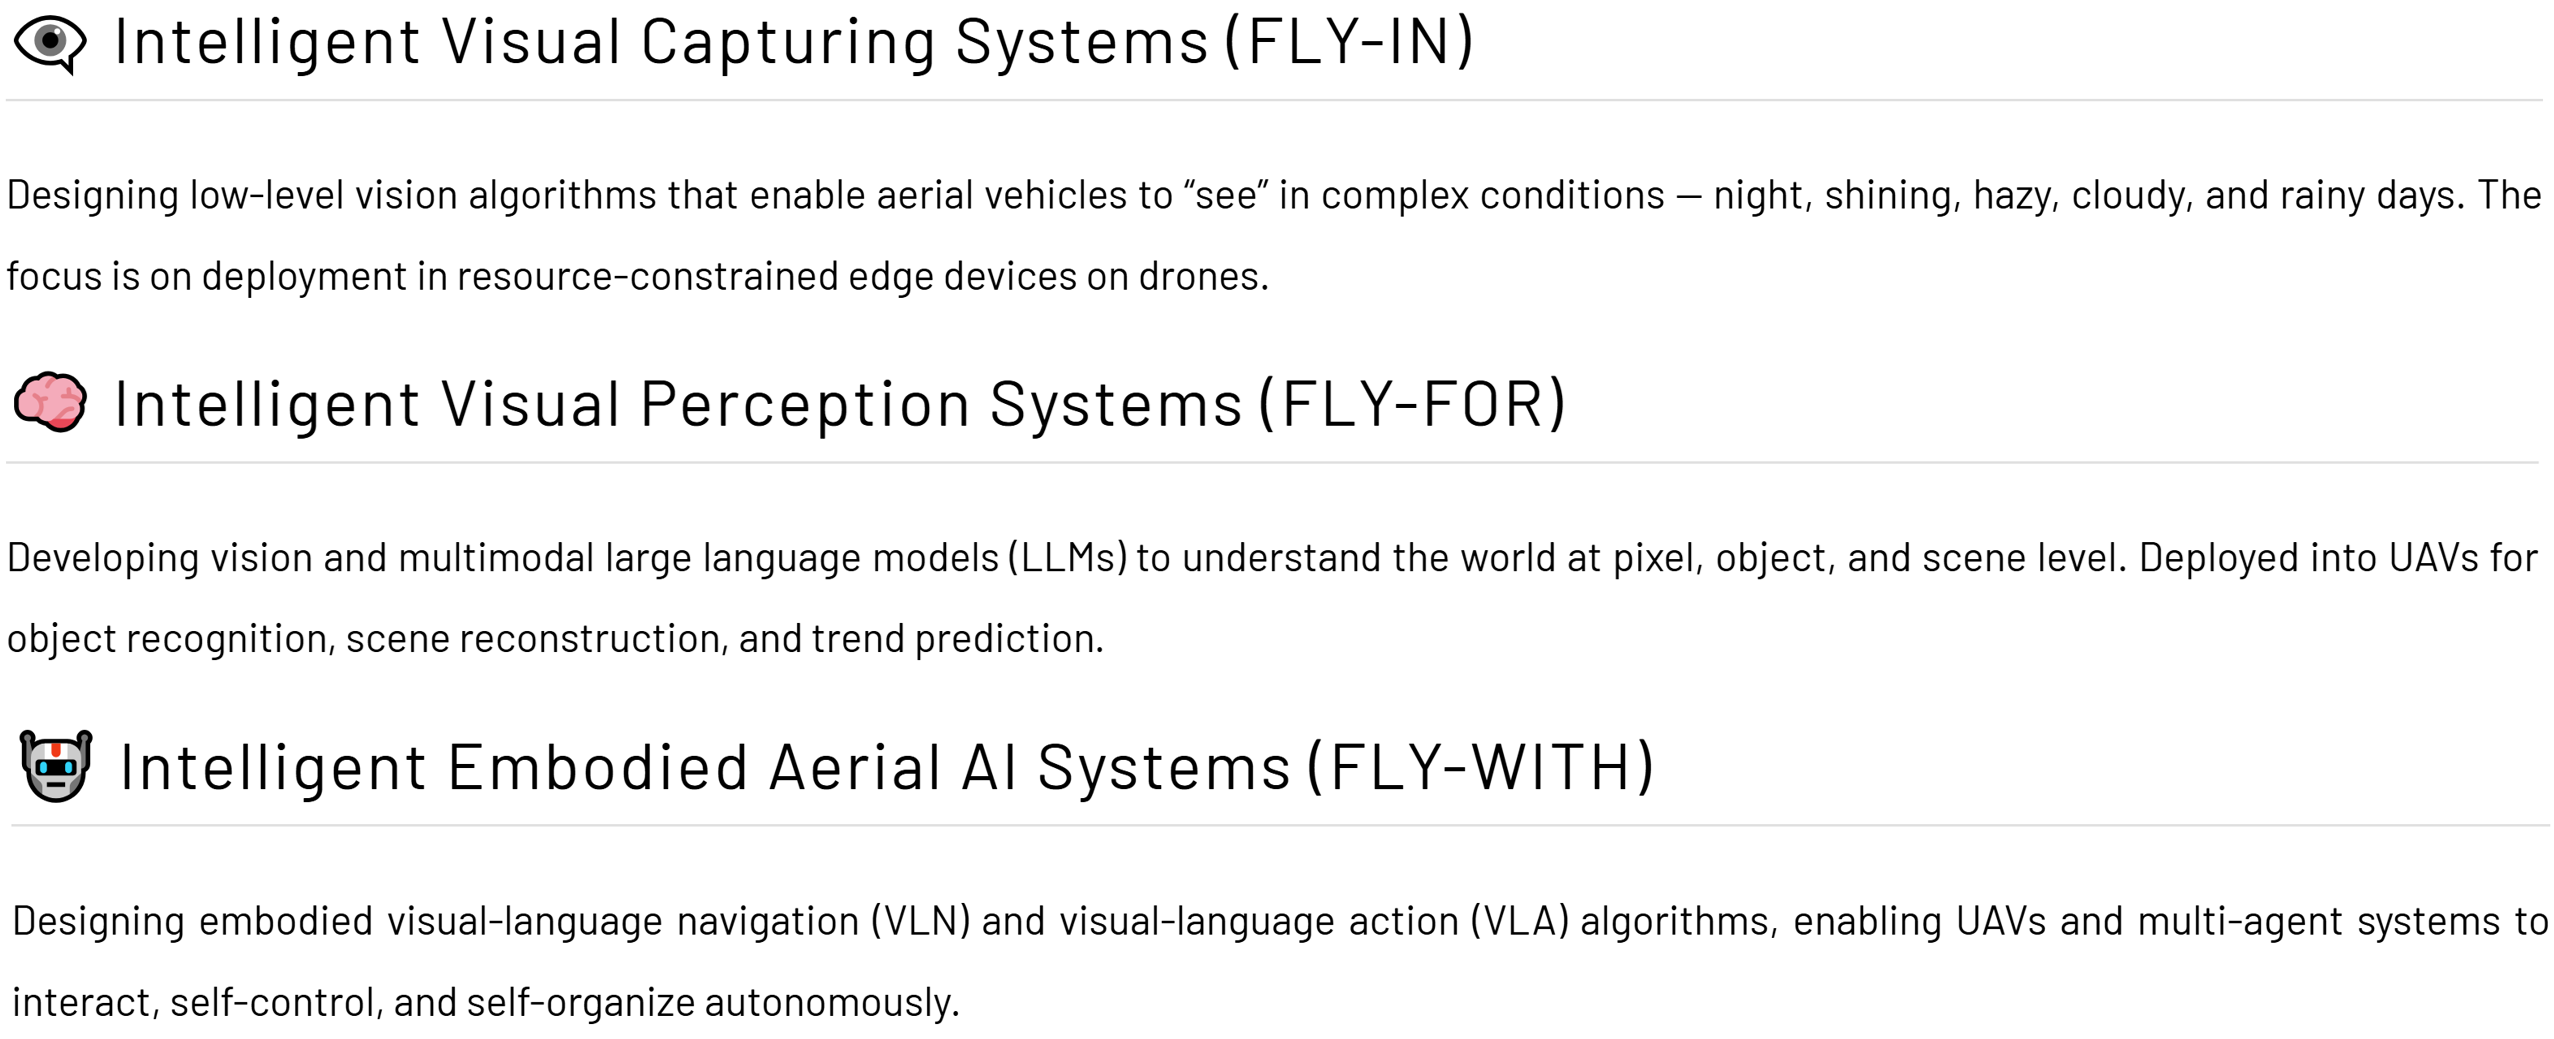 Intelligent Visual Capturing Systems (FLY-IN)
Designing low-level vision algorithms that enable aerial vehicles to “see” in complex conditions — night, shining, hazy, cloudy, and rainy days. The
focus is on deployment in resource-constrained edge devices on drones.
Intelligent Visual Perception Systems (FLY-FOR)
Developing vision and multimodal large language models (LLMs) to understand the world at pixel, object, and scene level. Deployed into UAVs for
object recognition, scene reconstruction, and trend prediction.
Intelligent Embodied Aerial AI Systems (FLY-WITH)
Designing embodied visual-language navigation (VLN) and visual-language action (VLA) algorithms, enabling UAVs and multi-agent systems to
interact, self-control, and self-organize autonomously.